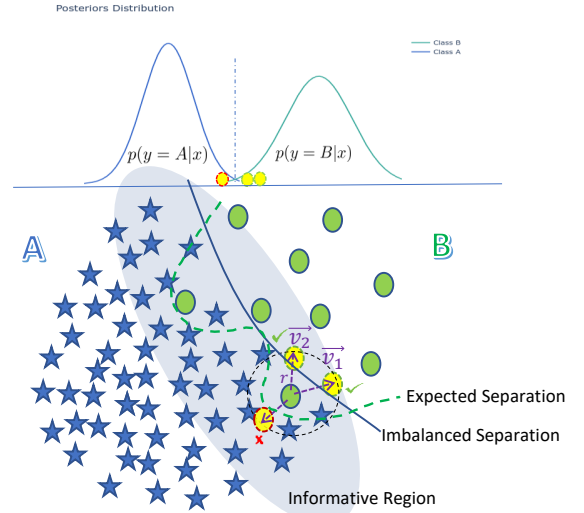 Posteriors Distribution
Class B
Class A
p(y = A|x)
p(y = B|x)
A
B
v₂
v₁
r
x
Expected Separation
Imbalanced Separation
Informative Region